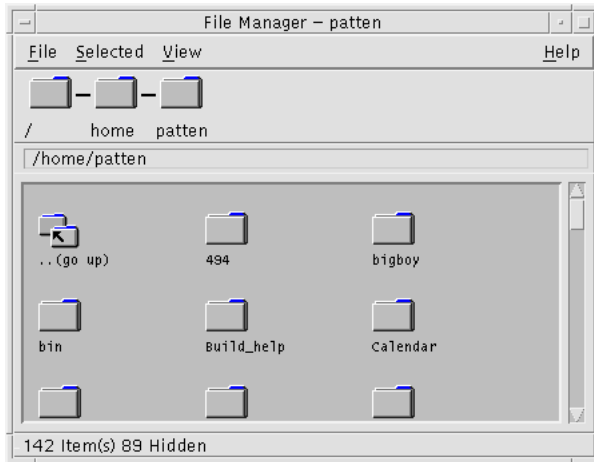 File Manager – patten
File Selected View Help
/ home patten
/home/patten
..(go up) 494 bigboy
bin Build_help Calendar
142 Item(s) 89 Hidden